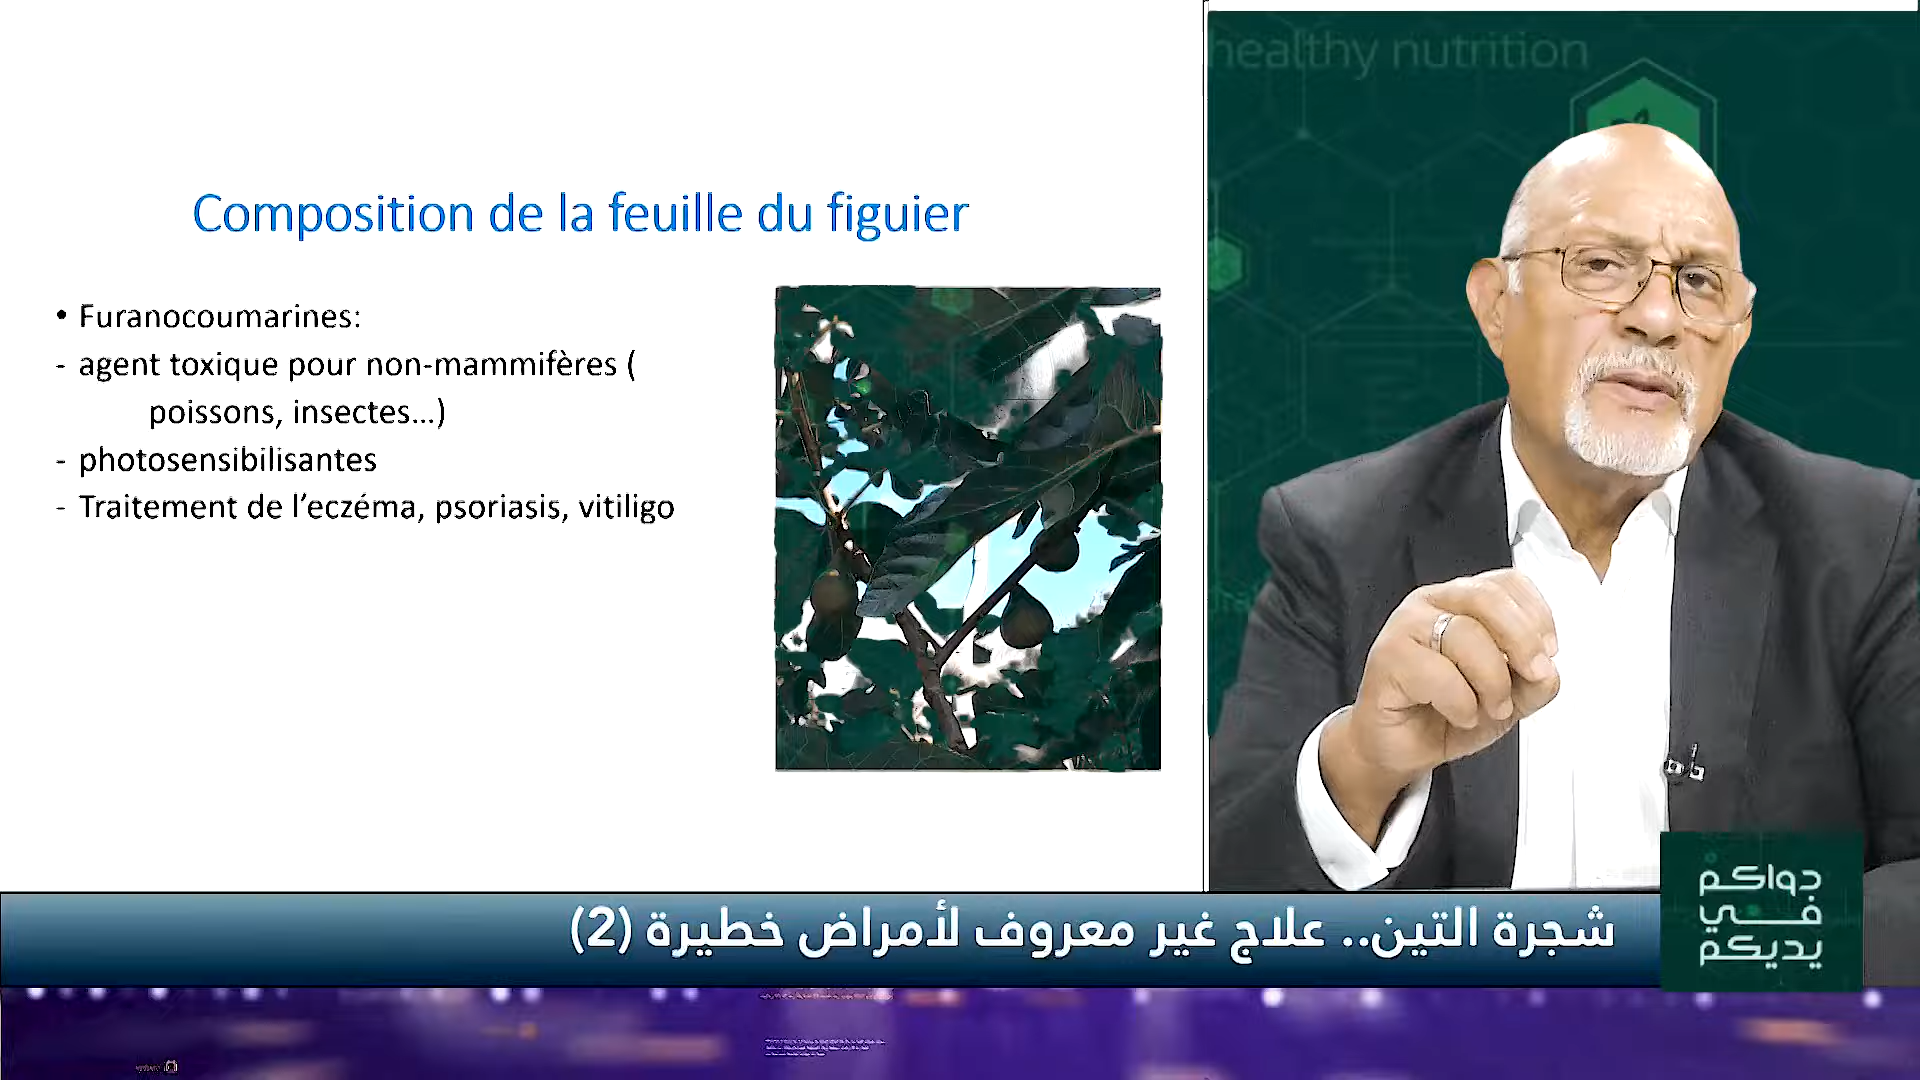 healthy nutrition
Composition de la feuille du figuier
• Furanocoumarines:
- agent toxique pour non-mammifères (
poissons, insectes...)
- photosensibilisantes
- Traitement de l’eczéma, psoriasis, vitiligo
شجرة التين.. علاج غير معروف لأمراض خطيرة (2)
دواكم
في
يديكم